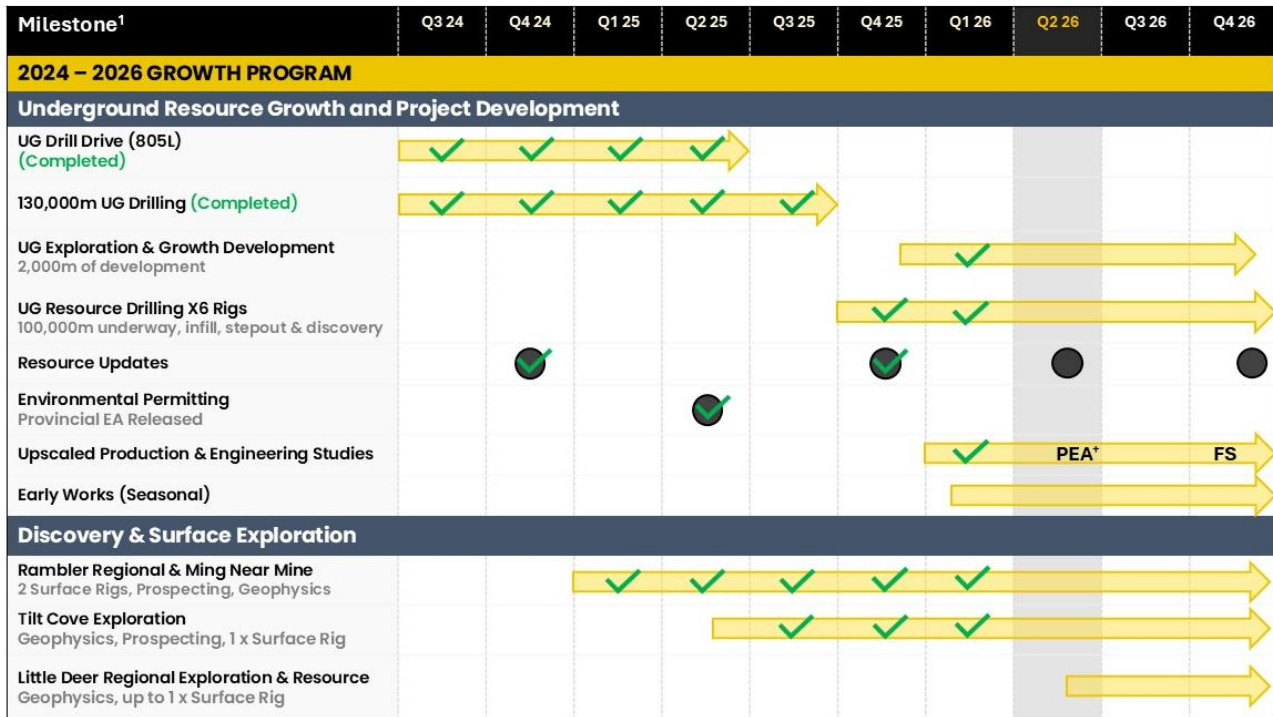 Milestone¹ Q3 24 Q4 24 Q1 25 Q2 25 Q3 25 Q4 25 Q1 26 Q2 26 Q3 26 Q4 26
2024 – 2026 GROWTH PROGRAM
Underground Resource Growth and Project Development
UG Drill Drive (805L)
(Completed)
130,000m UG Drilling (Completed)
UG Exploration & Growth Development
2,000m of development
UG Resource Drilling X6 Rigs
100,000m underway, infill, stepout & discovery
Resource Updates
Environmental Permitting
Provincial EA Released
Upscaled Production & Engineering Studies PEA⁺ FS
Early Works (Seasonal)
Discovery & Surface Exploration
Rambler Regional & Ming Near Mine
2 Surface Rigs, Prospecting, Geophysics
Tilt Cove Exploration
Geophysics, Prospecting, 1 x Surface Rig
Little Deer Regional Exploration & Resource
Geophysics, up to 1 x Surface Rig